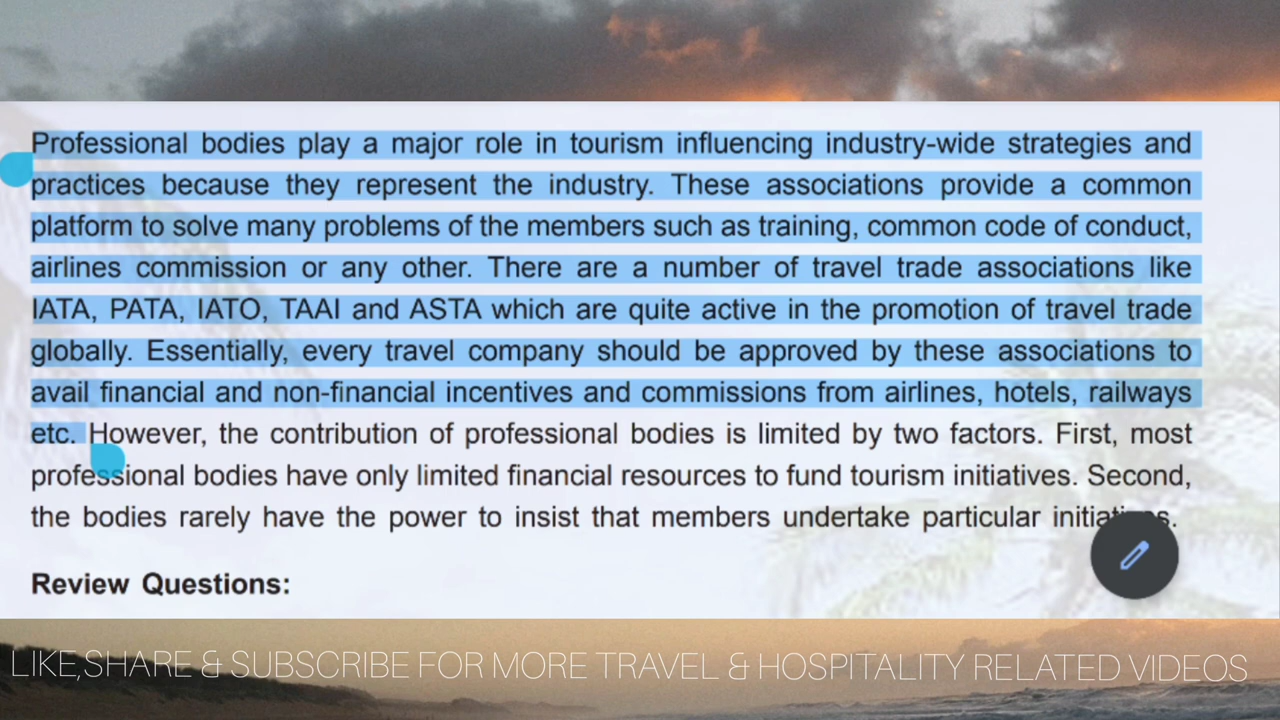 Professional bodies play a major role in tourism influencing industry-wide strategies and
practices because they represent the industry. These associations provide a common
platform to solve many problems of the members such as training, common code of conduct,
airlines commission or any other. There are a number of travel trade associations like
IATA, PATA, IATO, TAAI and ASTA which are quite active in the promotion of travel trade
globally. Essentially, every travel company should be approved by these associations to
avail financial and non-financial incentives and commissions from airlines, hotels, railways
etc. However, the contribution of professional bodies is limited by two factors. First, most
professional bodies have only limited financial resources to fund tourism initiatives. Second,
the bodies rarely have the power to insist that members undertake particular initiatives.
Review Questions:
LIKE,SHARE & SUBSCRIBE FOR MORE TRAVEL & HOSPITALITY RELATED VIDEOS